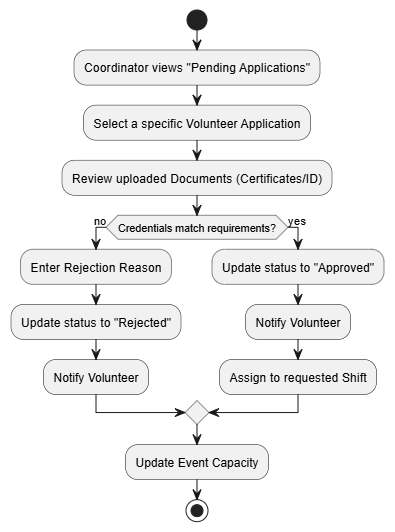 Coordinator views "Pending Applications"
Select a specific Volunteer Application
Review uploaded Documents (Certificates/ID)
no
Credentials match requirements?
yes
Enter Rejection Reason
Update status to "Approved"
Update status to "Rejected"
Notify Volunteer
Notify Volunteer
Assign to requested Shift
Update Event Capacity